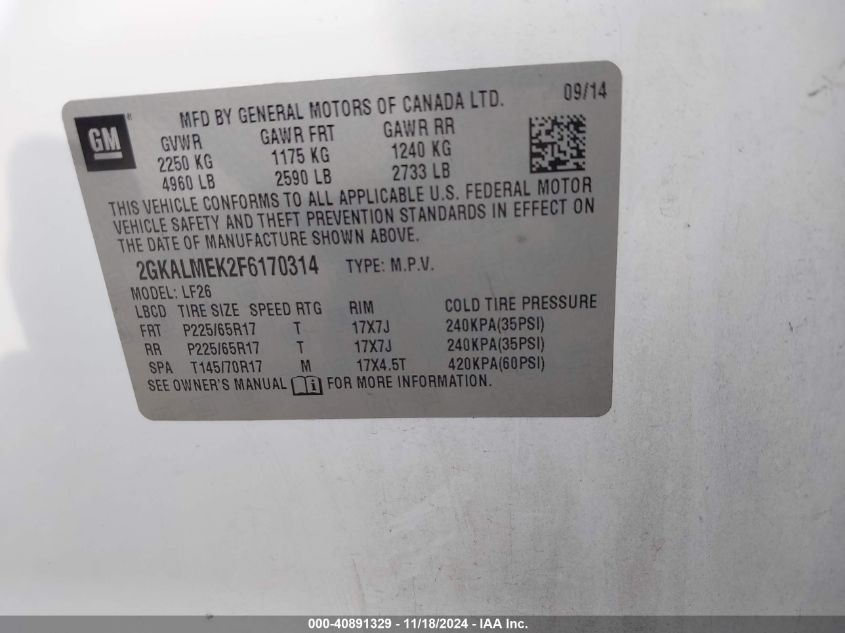 GM® MFD BY GENERAL MOTORS OF CANADA LTD. 09/14
GVWR GAWR FRT GAWR RR
2250 KG 1175 KG 1240 KG
4960 LB 2590 LB 2733 LB
THIS VEHICLE CONFORMS TO ALL APPLICABLE U.S. FEDERAL MOTOR
VEHICLE SAFETY AND THEFT PREVENTION STANDARDS IN EFFECT ON
THE DATE OF MANUFACTURE SHOWN ABOVE.
2GKALMEK2F6170314 TYPE: M.P.V.
MODEL: LF26
LBCD TIRE SIZE SPEED RTG RIM COLD TIRE PRESSURE
FRT P225/65R17 T 17X7J 240KPA(35PSI)
RR P225/65R17 T 17X7J 240KPA(35PSI)
SPA T145/70R17 M 17X4.5T 420KPA(60PSI)
SEE OWNER'S MANUAL i FOR MORE INFORMATION.
000-40891329 - 11/18/2024 - IAA Inc.